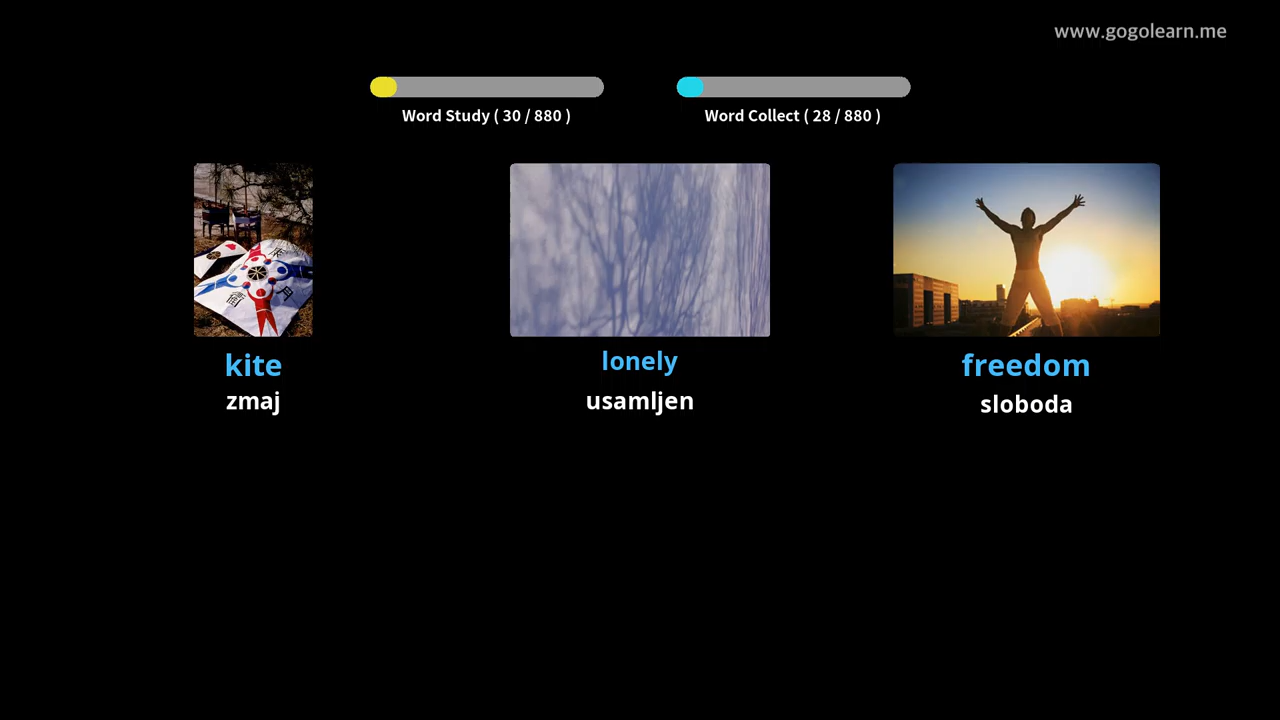 www.gogolearn.me
Word Study ( 30 / 880 )
Word Collect ( 28 / 880 )
kite
lonely
freedom
zmaj
usamljen
sloboda